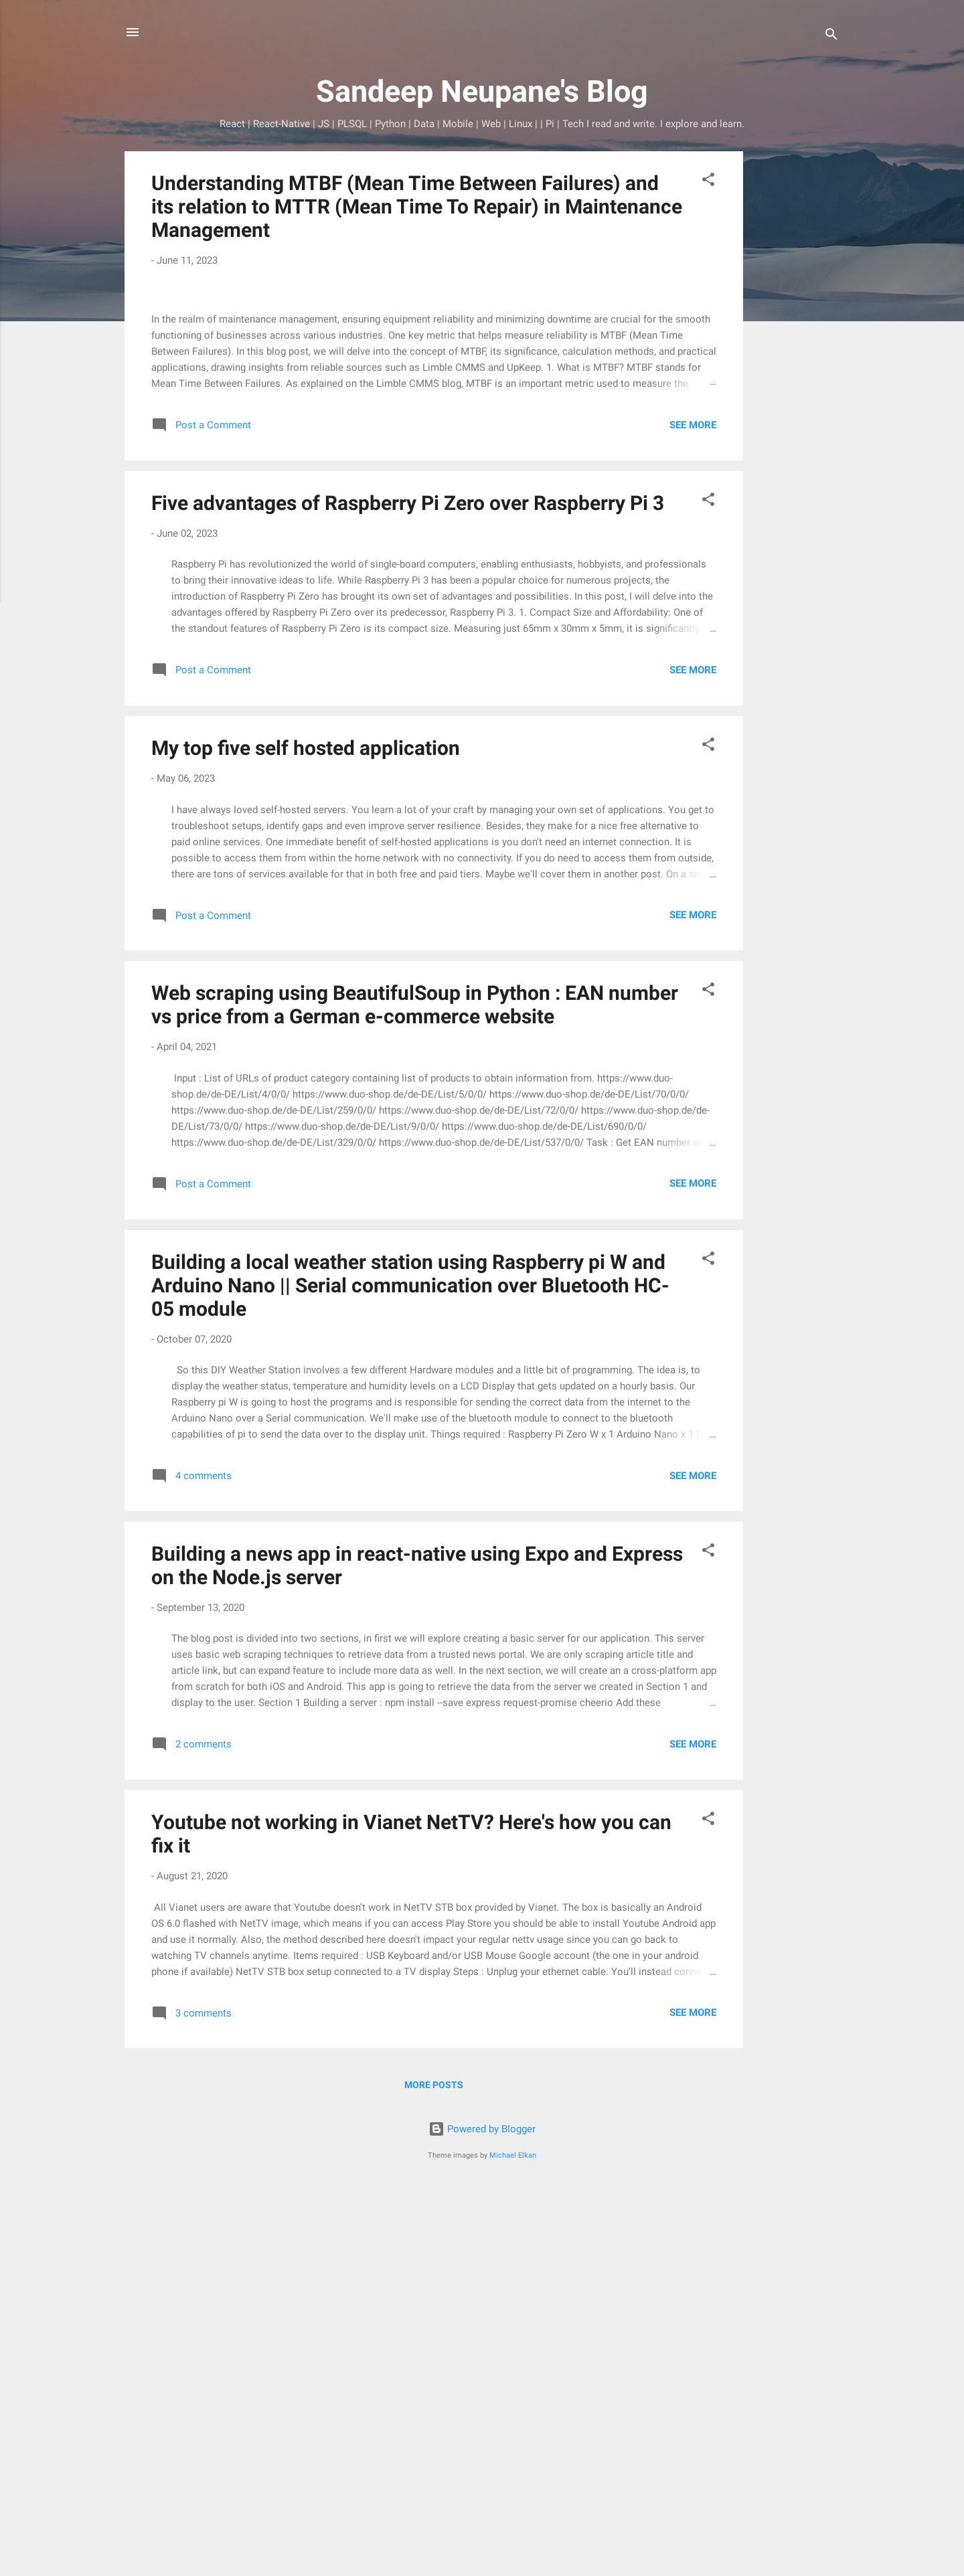 Sandeep Neupane's Blog
React | React-Native | JS | PLSQL | Python | Data | Mobile | Web | Linux | | Pi | Tech I read and write. I explore and learn.
Understanding MTBF (Mean Time Between Failures) and
its relation to MTTR (Mean Time To Repair) in Maintenance
Management
- June 11, 2023
In the realm of maintenance management, ensuring equipment reliability and minimizing downtime are crucial for the smooth
functioning of businesses across various industries. One key metric that helps measure reliability is MTBF (Mean Time
Between Failures). In this blog post, we will delve into the concept of MTBF, its significance, calculation methods, and practical
applications, drawing insights from reliable sources such as Limble CMMS and UpKeep. 1. What is MTBF? MTBF stands for
Mean Time Between Failures. As explained on the Limble CMMS blog, MTBF is an important metric used to measure the ...
Post a Comment
SEE MORE
Five advantages of Raspberry Pi Zero over Raspberry Pi 3
- June 02, 2023
Raspberry Pi has revolutionized the world of single-board computers, enabling enthusiasts, hobbyists, and professionals
to bring their innovative ideas to life. While Raspberry Pi 3 has been a popular choice for numerous projects, the
introduction of Raspberry Pi Zero has brought its own set of advantages and possibilities. In this post, I will delve into the
advantages offered by Raspberry Pi Zero over its predecessor, Raspberry Pi 3. 1. Compact Size and Affordability: One of
the standout features of Raspberry Pi Zero is its compact size. Measuring just 65mm x 30mm x 5mm, it is significantly ...
Post a Comment
SEE MORE
My top five self hosted application
- May 06, 2023
I have always loved self-hosted servers. You learn a lot of your craft by managing your own set of applications. You get to
troubleshoot setups, identify gaps and even improve server resilience. Besides, they make for a nice free alternative to
paid online services. One immediate benefit of self-hosted applications is you don't need an internet connection. It is
possible to access them from within the home network with no connectivity. If you do need to access them from outside,
there are tons of services available for that in both free and paid tiers. Maybe we'll cover them in another post. On a ...
Post a Comment
SEE MORE
Web scraping using BeautifulSoup in Python : EAN number
vs price from a German e-commerce website
- April 04, 2021
Input : List of URLs of product category containing list of products to obtain information from. https://www.duo-
shop.de/de-DE/List/4/0/0/ https://www.duo-shop.de/de-DE/List/5/0/0/ https://www.duo-shop.de/de-DE/List/70/0/0/
https://www.duo-shop.de/de-DE/List/259/0/0/ https://www.duo-shop.de/de-DE/List/72/0/0/ https://www.duo-shop.de/de-
DE/List/73/0/0/ https://www.duo-shop.de/de-DE/List/9/0/0/ https://www.duo-shop.de/de-DE/List/690/0/0/
https://www.duo-shop.de/de-DE/List/329/0/0/ https://www.duo-shop.de/de-DE/List/537/0/0/ Task : Get EAN number ...
Post a Comment
SEE MORE
Building a local weather station using Raspberry pi W and
Arduino Nano || Serial communication over Bluetooth HC-
05 module
- October 07, 2020
So this DIY Weather Station involves a few different Hardware modules and a little bit of programming. The idea is, to
display the weather status, temperature and humidity levels on a LCD Display that gets updated on a hourly basis. Our
Raspberry pi W is going to host the programs and is responsible for sending the correct data from the internet to the
Arduino Nano over a Serial communication. We'll make use of the bluetooth module to connect to the bluetooth
capabilities of pi to send the data over to the display unit. Things required : Raspberry Pi Zero W x 1 Arduino Nano x 1 ...
4 comments
SEE MORE
Building a news app in react-native using Expo and Express
on the Node.js server
- September 13, 2020
The blog post is divided into two sections, in first we will explore creating a basic server for our application. This server
uses basic web scraping techniques to retrieve data from a trusted news portal. We are only scraping article title and
article link, but can expand feature to include more data as well. In the next section, we will create an a cross-platform app
from scratch for both iOS and Android. This app is going to retrieve the data from the server we created in Section 1 and
display to the user. Section 1 Building a server : npm install --save express request-promise cheerio Add these ...
2 comments
SEE MORE
Youtube not working in Vianet NetTV? Here's how you can
fix it
- August 21, 2020
All Vianet users are aware that Youtube doesn't work in NetTV STB box provided by Vianet. The box is basically an Android
OS 6.0 flashed with NetTV image, which means if you can access Play Store you should be able to install Youtube Android app
and use it normally. Also, the method described here doesn't impact your regular nettv usage since you can go back to
watching TV channels anytime. Items required : USB Keyboard and/or USB Mouse Google account (the one in your android
phone if available) NetTV STB box setup connected to a TV display Steps : Unplug your ethernet cable. You'll instead ...
3 comments
SEE MORE
MORE POSTS
Powered by Blogger
Theme images by Michael Elkan